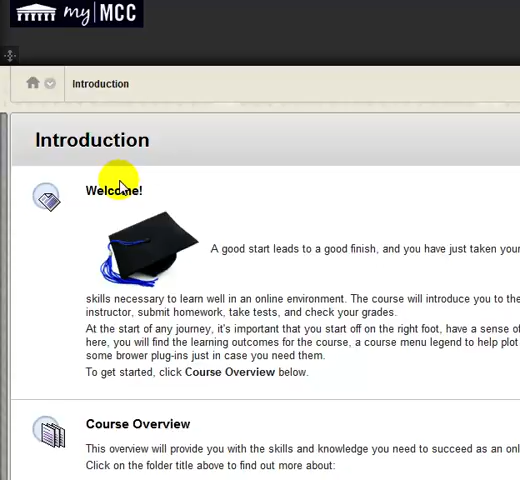 my MCC
Introduction
Introduction
Welcome!
A good start leads to a good finish, and you have just taken your
skills necessary to learn well in an online environment. The course will introduce you to the
instructor, submit homework, take tests, and check your grades.
At the start of any journey, it's important that you start off on the right foot, have a sense of
here, you will find the learning outcomes for the course, a course menu legend to help plot
some brower plug-ins just in case you need them.
To get started, click Course Overview below.
Course Overview
This overview will provide you with the skills and knowledge you need to succeed as an onl
Click on the folder title above to find out more about: